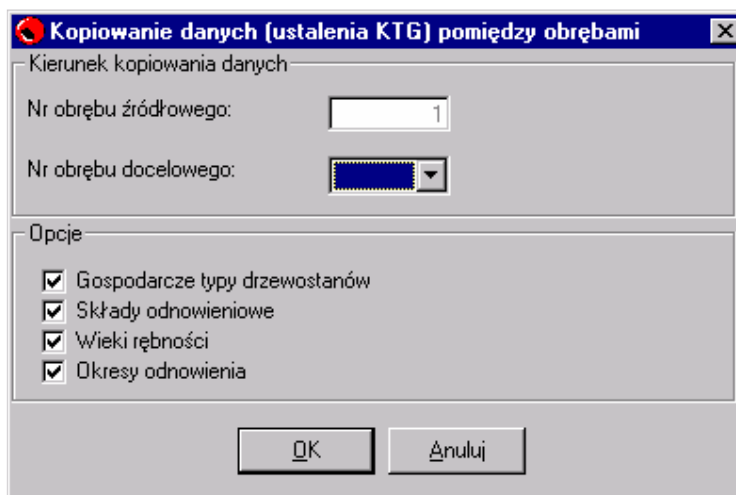 Kopiowanie danych (ustalenia KTG) pomiędzy obrębami
Kierunek kopiowania danych
Nr obrębu źródłowego:
1
Nr obrębu docelowego:
Opcje
Gospodarcze typy drzewostanów
Składy odnowieniowe
Wieki rębności
Okresy odnowienia
OK
Anuluj